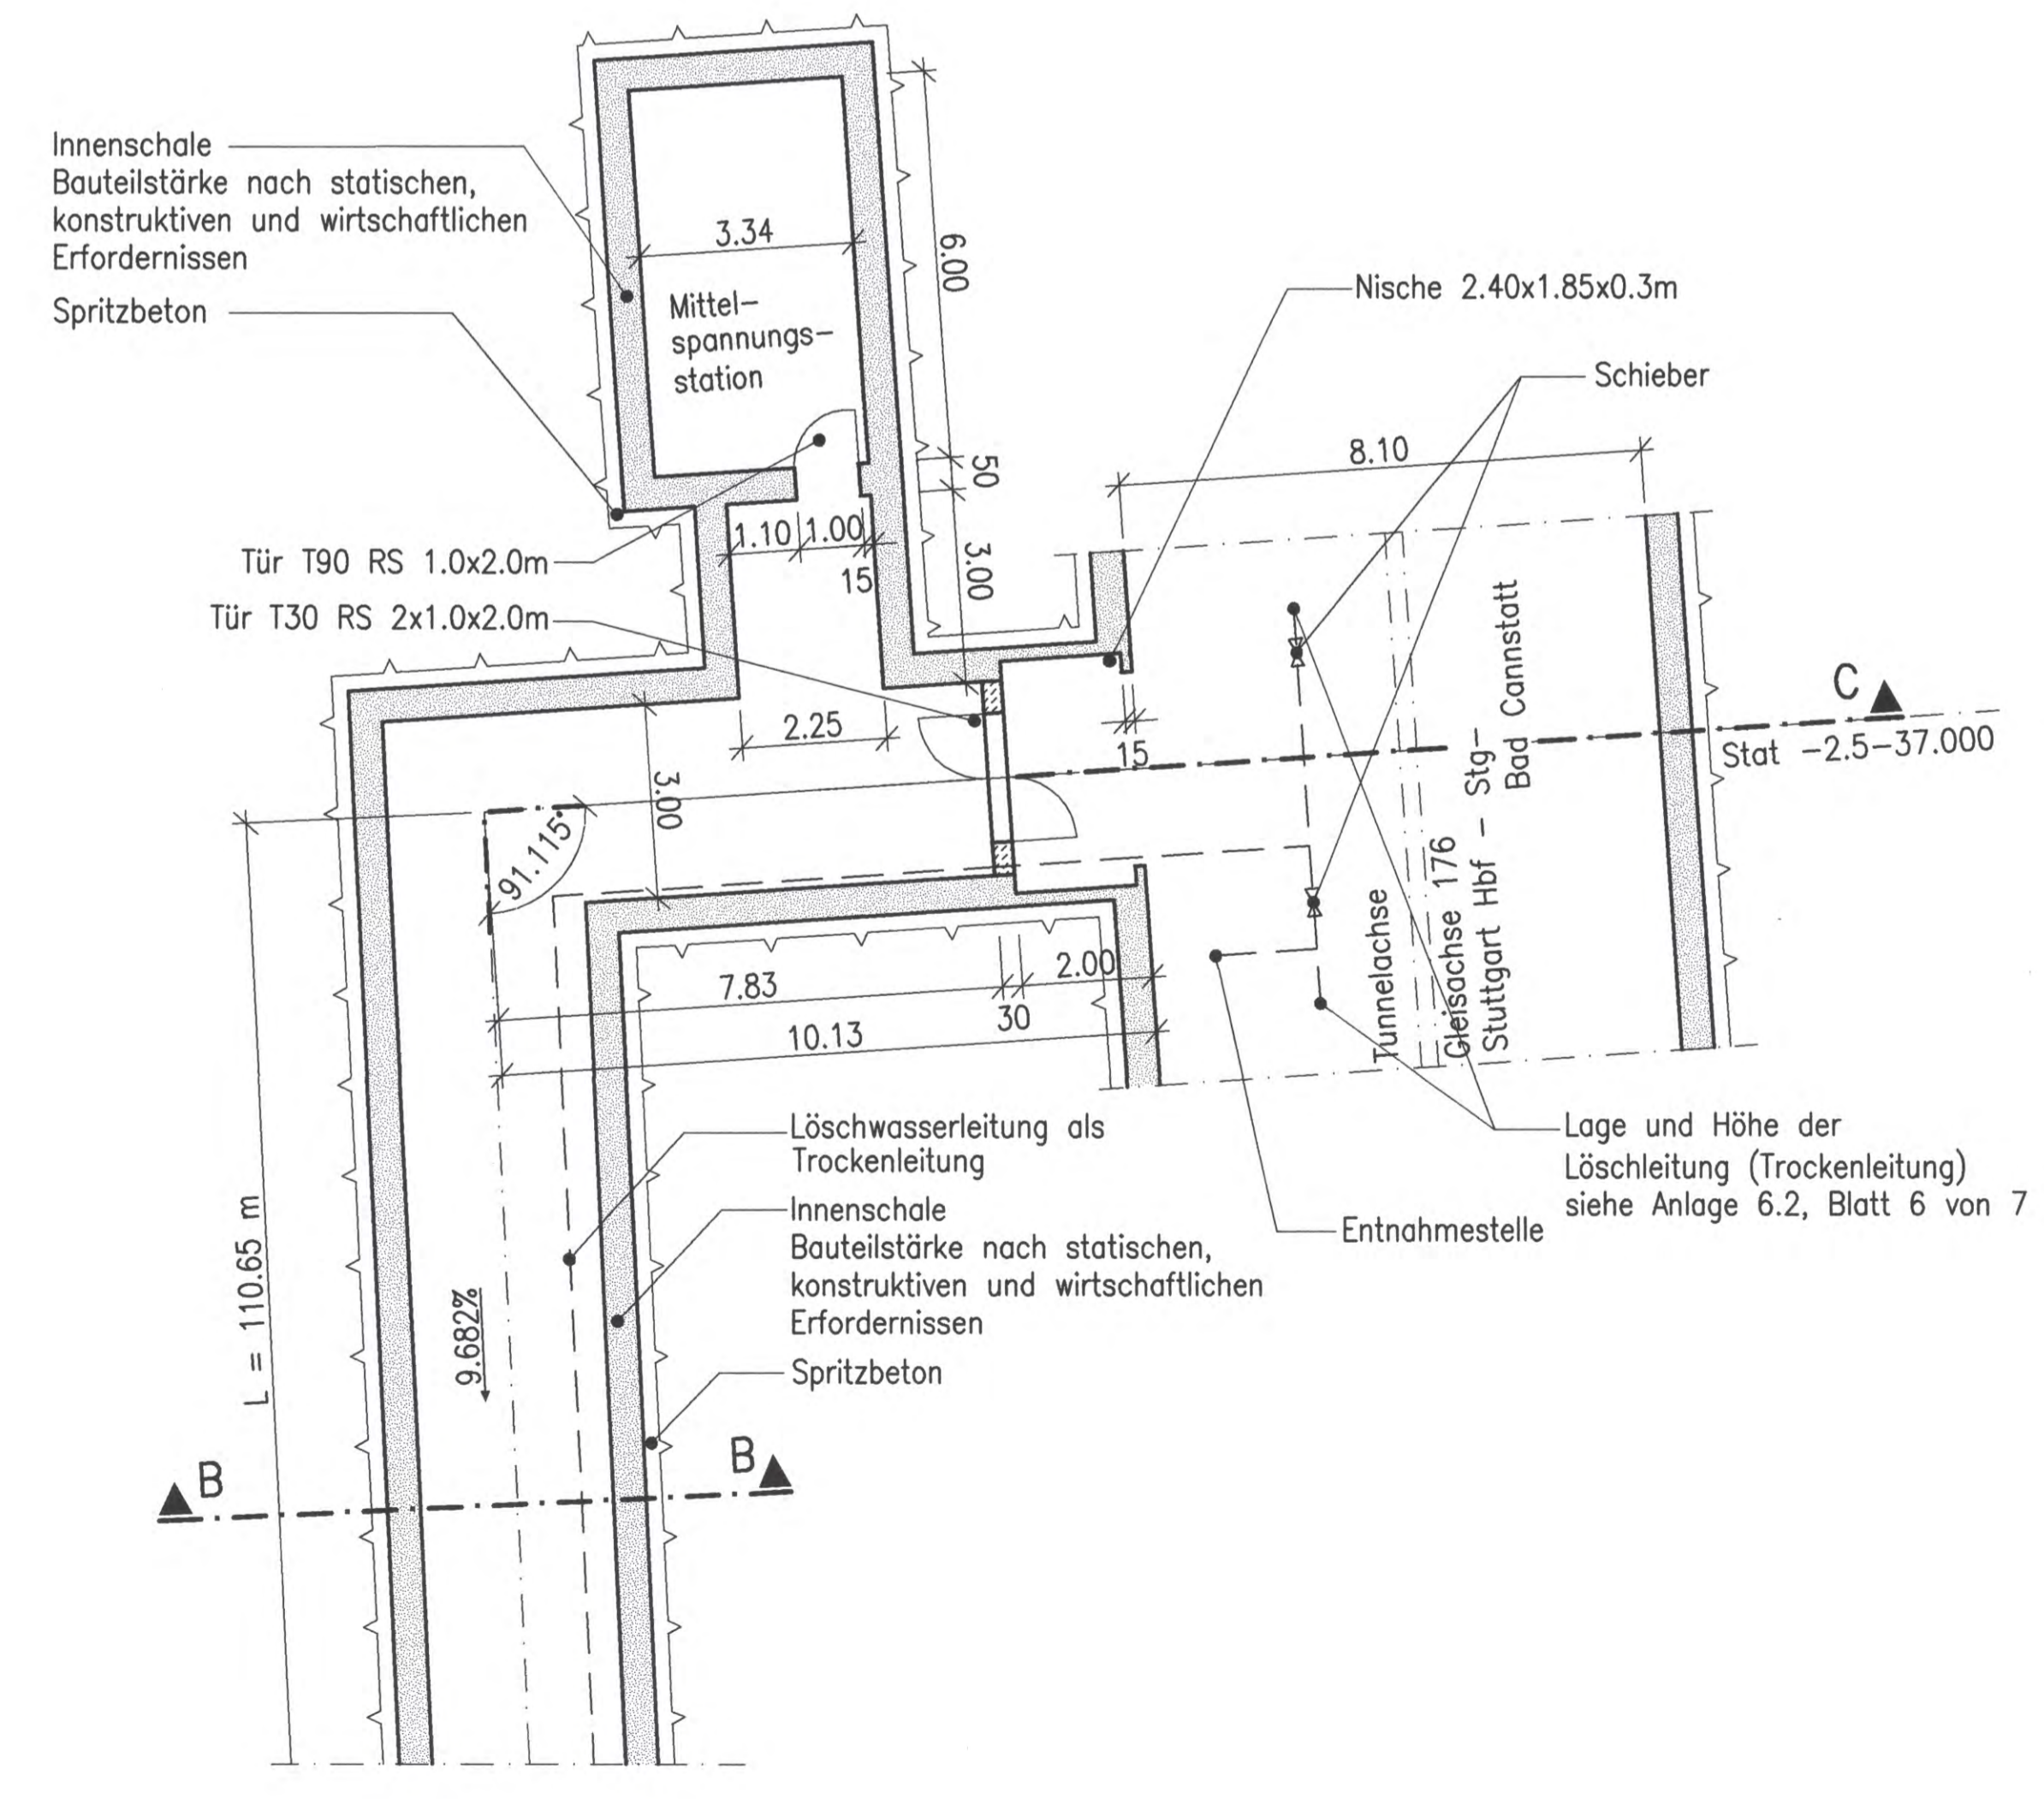 Innenschale
Bauteilstärke nach statischen,
konstruktiven und wirtschaftlichen
Erfordernissen
Spritzbeton
3.34
6.00
Mittel-
spannungs-
station
Nische 2.40x1.85x0.3m
Schieber
8.10
50
1.10
1.00
15
3.00
Tür T90 RS 1.0x2.0m
Tür T30 RS 2x1.0x2.0m
2.25
15
3.00
91.115°
C
Stat -2.5-37.000
Tunnelachse
Gleisachse 176
Stuttgart Hbf - Stg-
Bad Cannstatt
7.83
2.00
30
10.13
Löschwasserleitung als
Trockenleitung
Innenschale
Bauteilstärke nach statischen,
konstruktiven und wirtschaftlichen
Erfordernissen
Spritzbeton
Lage und Höhe der
Löschleitung (Trockenleitung)
siehe Anlage 6.2, Blatt 6 von 7
Entnahmestelle
L = 110.65 m
9.682%
B
B